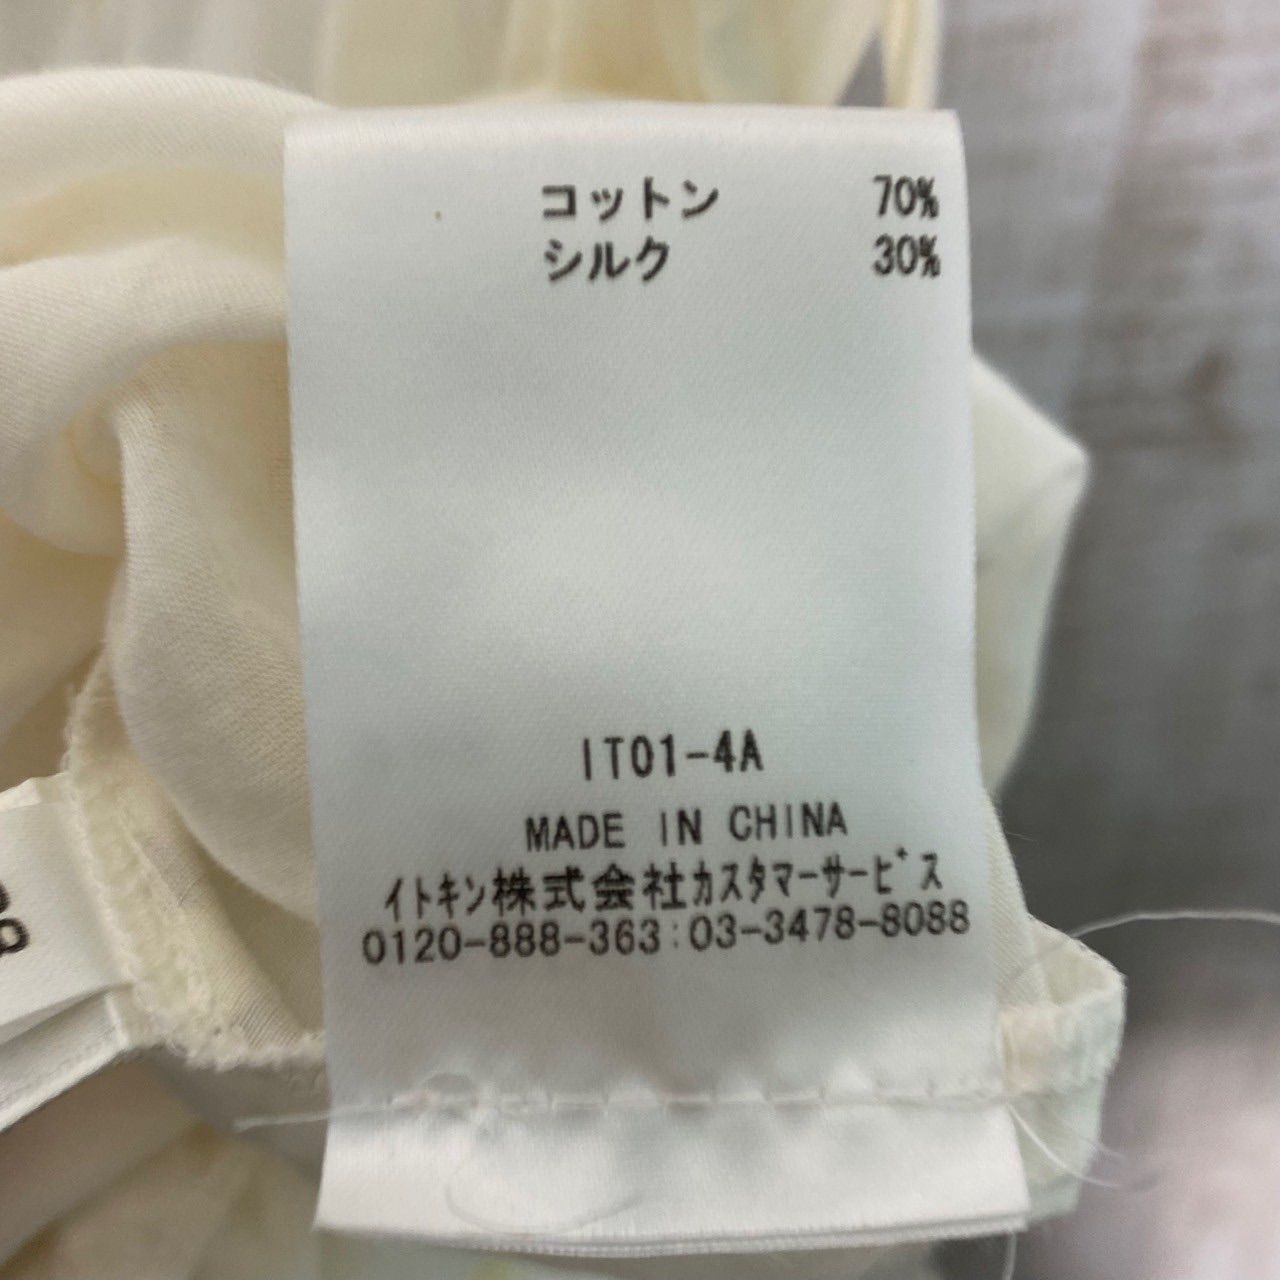 コットン 70%
シルク 30%
IT01-4A
MADE IN CHINA
イトキン株式会社カスタマーサービス
0120-888-363:03-3478-8088